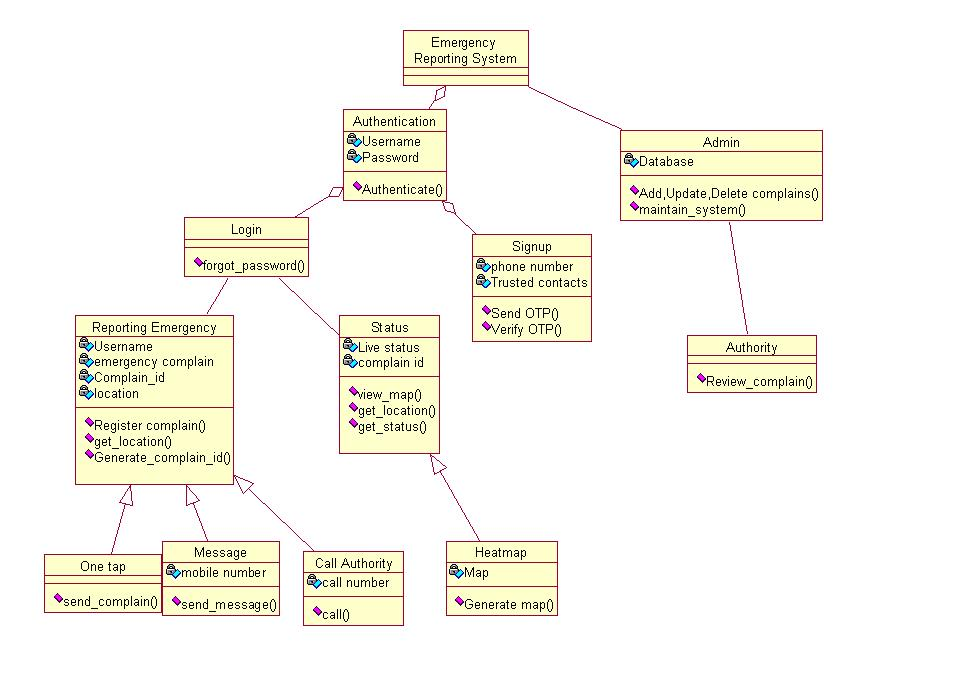 Emergency
Reporting System
Authentication
Username
Password
Authenticate()
Admin
Database
Add,Update,Delete complains()
maintain_system()
Login
forgot_password()
Signup
phone number
Trusted contacts
Send OTP()
Verify OTP()
Reporting Emergency
Username
emergency complain
Complain_id
location
Register complain()
get_location()
Generate_complain_id()
Status
Live status
complain id
view_map()
get_location()
get_status()
Authority
Review_complain()
One tap
send_complain()
Message
mobile number
send_message()
Call Authority
call number
call()
Heatmap
Map
Generate map()